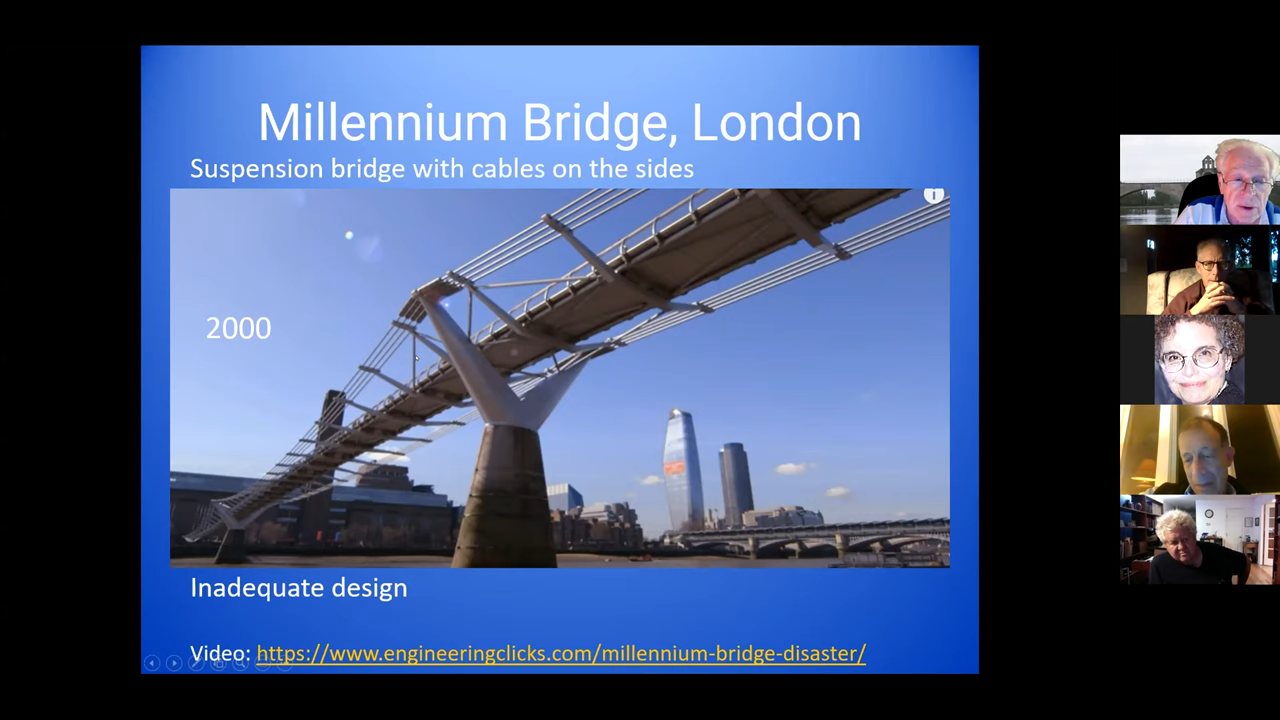 Millennium Bridge, London
Suspension bridge with cables on the sides
2000
Inadequate design
Video: https://www.engineeringclicks.com/millennium-bridge-disaster/